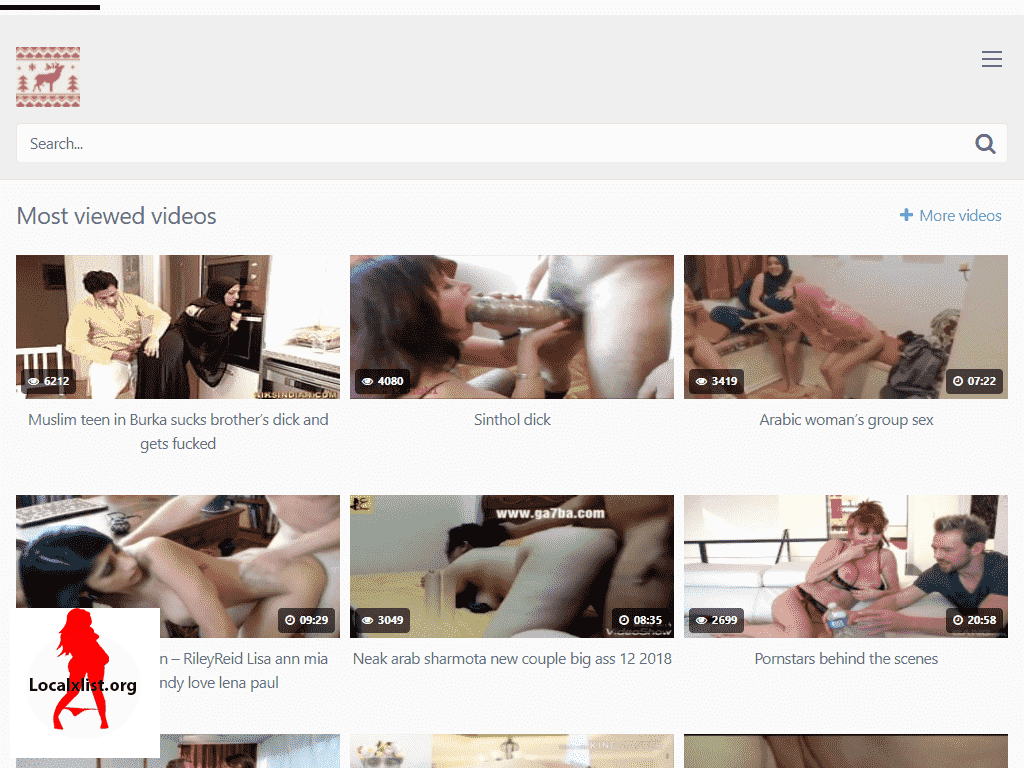 Search...
Most viewed videos
More videos
6212
4080
3419
07:22
Muslim teen in Burka sucks brother's dick and
gets fucked
Sinthol dick
Arabic woman's group sex
www.ga7ba.com
09:29
3049
08:35
2699
20:58
n – RileyReid Lisa ann mia
ndy love lena paul
Neak arab sharmota new couple big ass 12 2018
Pornstars behind the scenes
Localxlist.org